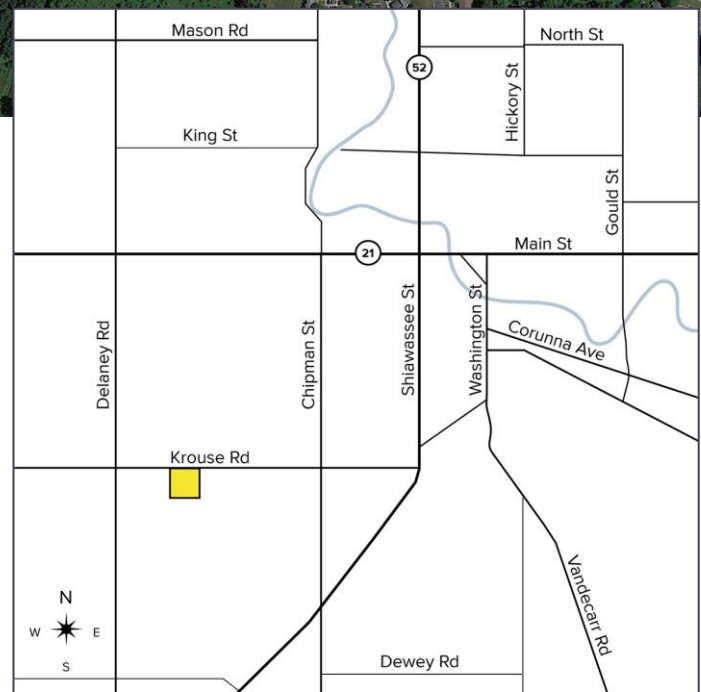 Mason Rd
52
North St
Hickory St
King St
Gould St
21
Main St
Delaney Rd
Chipman St
Shiawassee St
Washington St
Corunna Ave
Krouse Rd
Vandecarr Rd
N
W E
S
Dewey Rd